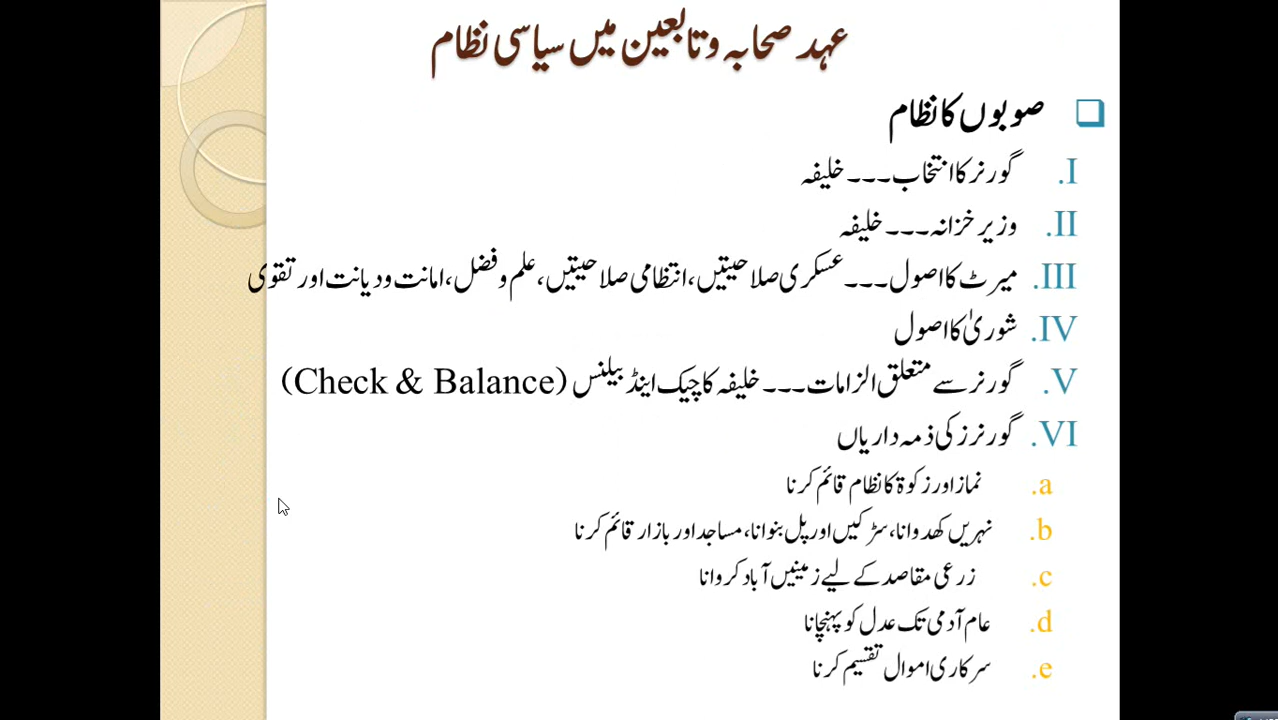 عہد صحابہ و تابعین میں سیاسی نظام
❑ صوبوں کا نظام
I. گورنر کا انتخاب۔۔۔ خلیفہ
II. وزیر خزانہ۔۔۔ خلیفہ
III. میرٹ کا اصول۔۔۔ عسکری صلاحیتیں، انتظامی صلاحیتیں، علم و فضل، امانت و دیانت اور تقوی
IV. شوریٰ کا اصول
V. گورنر سے متعلق الزامات۔۔۔ خلیفہ کا چیک اینڈ بیلنس (Check & Balance)
VI. گورنرز کی ذمہ داریاں
a. نماز اور زکوۃ کا نظام قائم کرنا
b. نہریں کھدوانا، سڑکیں اور پل بنوانا، مساجد اور بازار قائم کرنا
c. زرعی مقاصد کے لیے زمینیں آباد کروانا
d. عام آدمی تک عدل کو پہنچانا
e. سرکاری اموال تقسیم کرنا